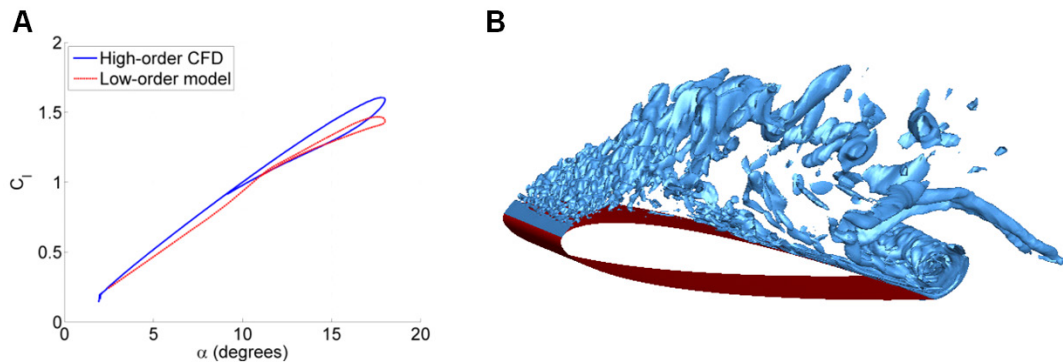 A
B
2
High-order CFD
Low-order model
1.5
1
C_l
0.5
0
0 5 10 15 20
α (degrees)